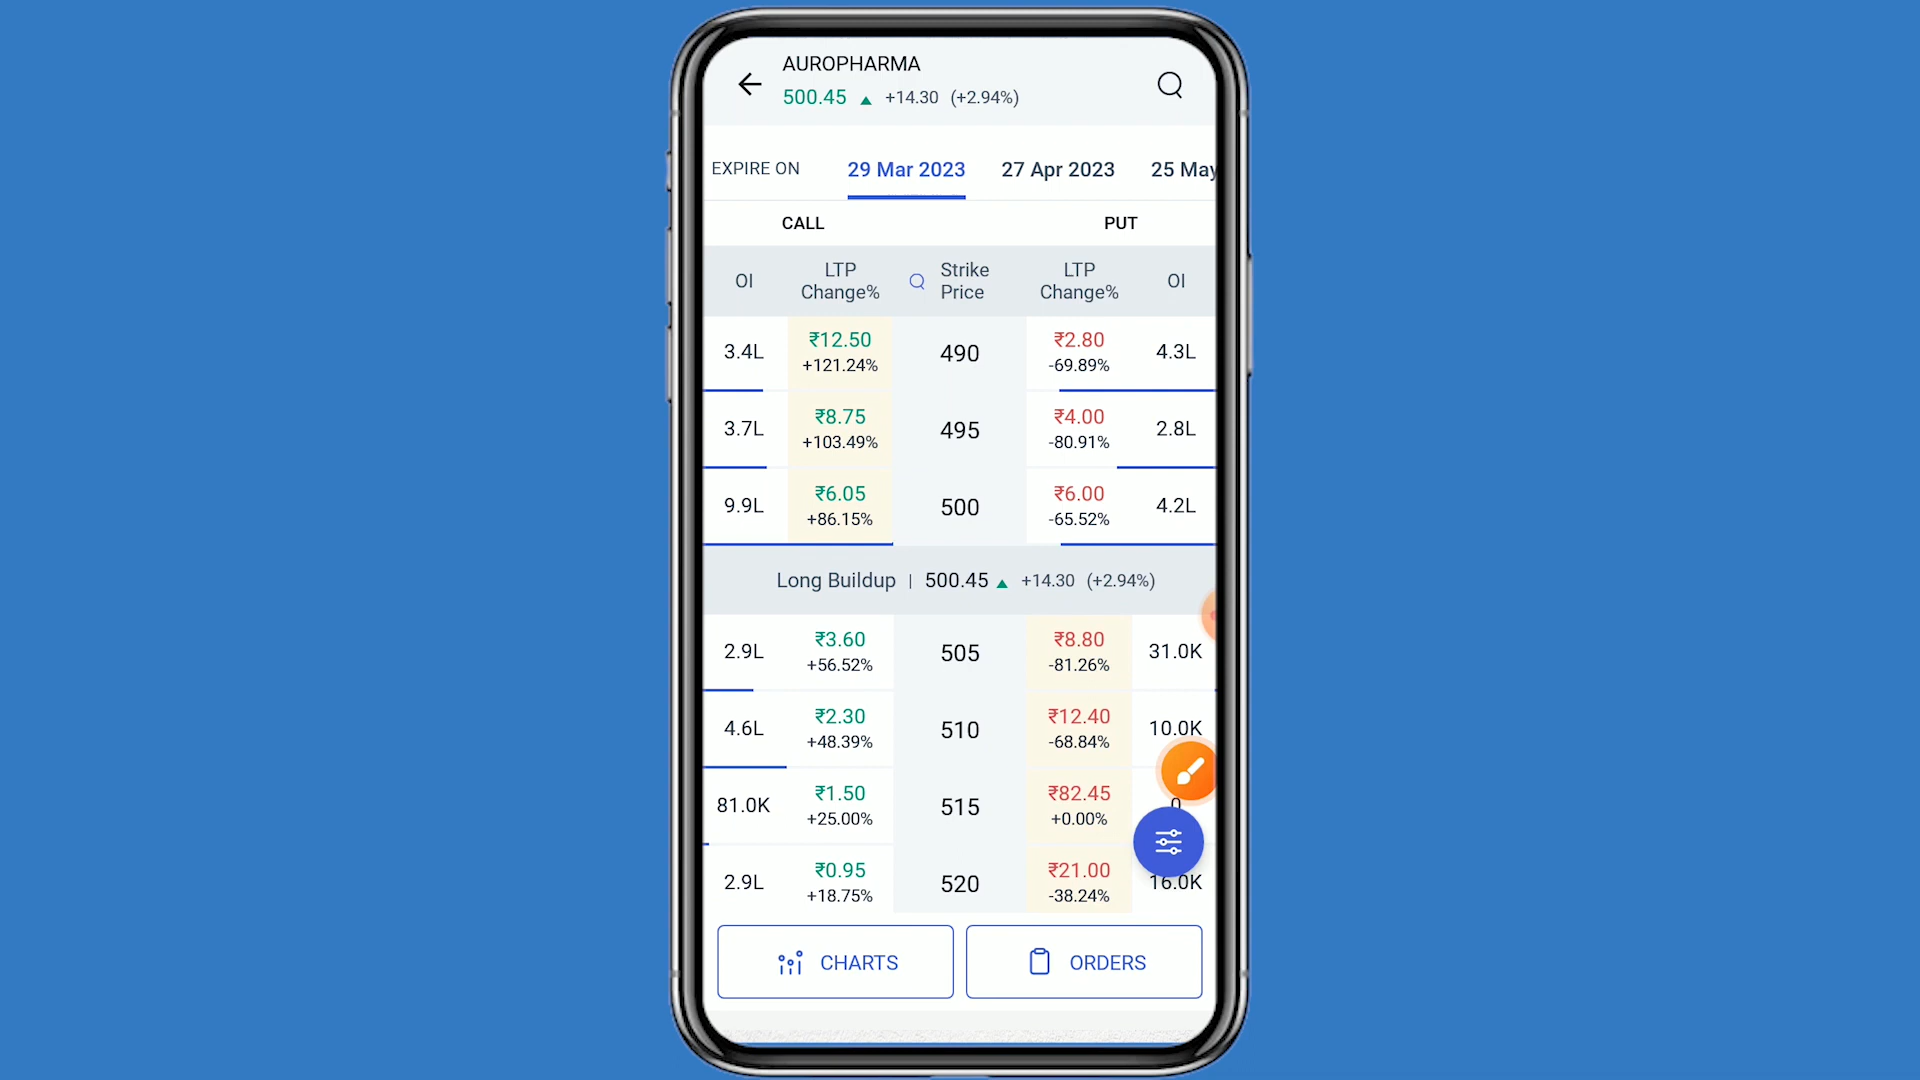 AUROPHARMA
500.45 ▲ +14.30 (+2.94%)
EXPIRE ON 29 Mar 2023 27 Apr 2023 25 May
CALL PUT
OI LTP Change% Strike Price LTP Change% OI
3.4L ₹12.50 490 ₹2.80 4.3L
+121.24% -69.89%
3.7L ₹8.75 495 ₹4.00 2.8L
+103.49% -80.91%
9.9L ₹6.05 500 ₹6.00 4.2L
+86.15% -65.52%
Long Buildup | 500.45 ▲ +14.30 (+2.94%)
2.9L ₹3.60 505 ₹8.80 31.0K
+56.52% -81.26%
4.6L ₹2.30 510 ₹12.40 10.0K
+48.39% -68.84%
81.0K ₹1.50 515 ₹82.45 0
+25.00% +0.00%
2.9L ₹0.95 520 ₹21.00 16.0K
+18.75% -38.24%
CHARTS ORDERS